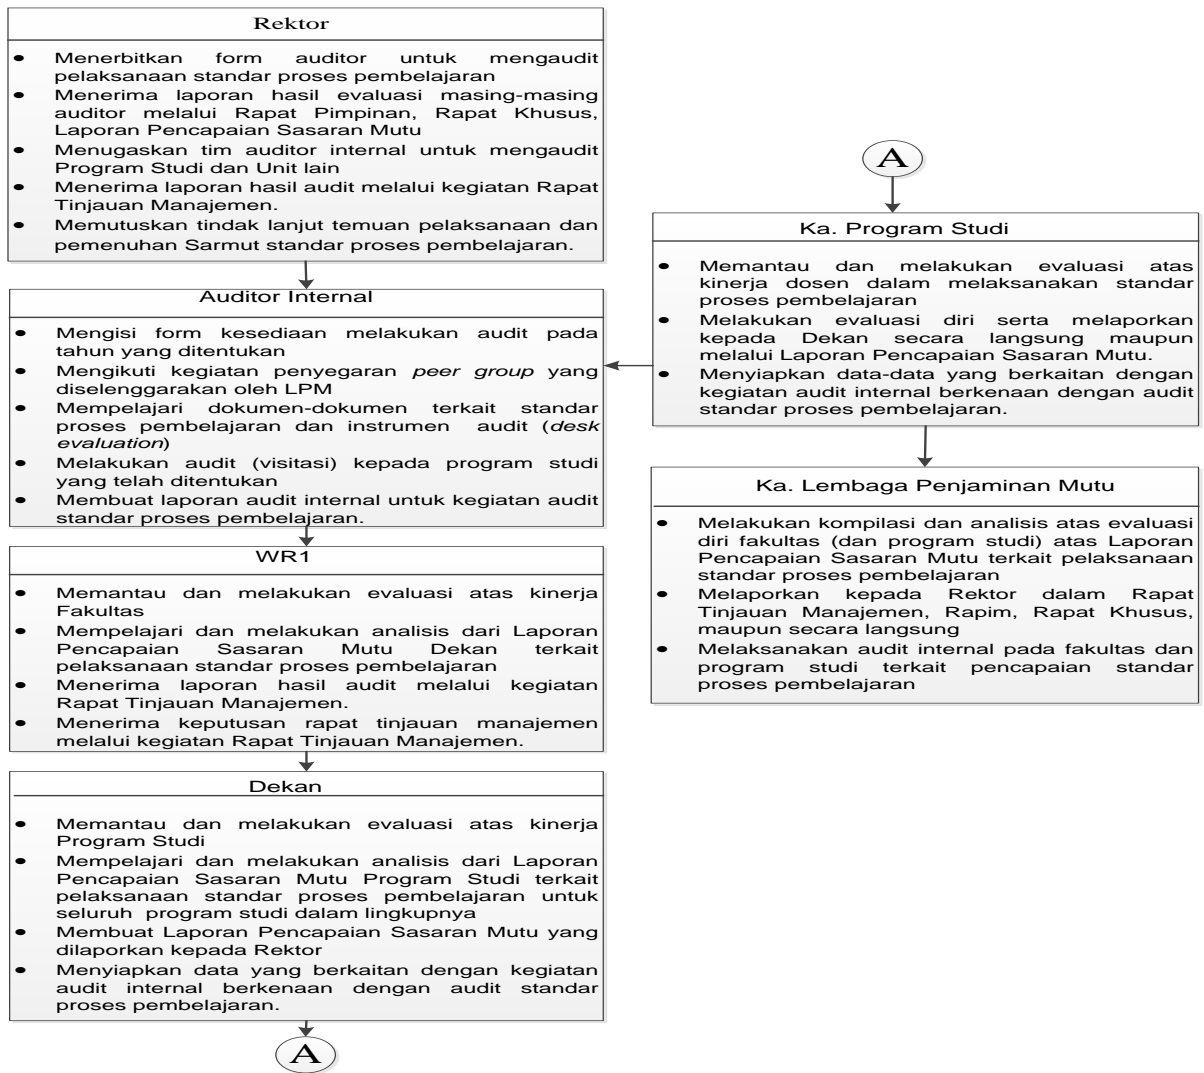 Rektor
• Menerbitkan form auditor untuk mengaudit
pelaksanaan standar proses pembelajaran
• Menerima laporan hasil evaluasi masing-masing
auditor melalui Rapat Pimpinan, Rapat Khusus,
Laporan Pencapaian Sasaran Mutu
• Menugaskan tim auditor internal untuk mengaudit
Program Studi dan Unit lain
• Menerima laporan hasil audit melalui kegiatan Rapat
Tinjauan Manajemen.
• Memutuskan tindak lanjut temuan pelaksanaan dan
pemenuhan Sarmut standar proses pembelajaran.
Auditor Internal
• Mengisi form kesediaan melakukan audit pada
tahun yang ditentukan
• Mengikuti kegiatan penyegaran peer group yang
diselenggarakan oleh LPM
• Mempelajari dokumen-dokumen terkait standar
proses pembelajaran dan instrumen audit (desk
evaluation)
• Melakukan audit (visitasi) kepada program studi
yang telah ditentukan
• Membuat laporan audit internal untuk kegiatan audit
standar proses pembelajaran.
WR1
• Memantau dan melakukan evaluasi atas kinerja
Fakultas
• Mempelajari dan melakukan analisis dari Laporan
Pencapaian Sasaran Mutu Dekan terkait
pelaksanaan standar proses pembelajaran
• Menerima laporan hasil audit melalui kegiatan
Rapat Tinjauan Manajemen.
• Menerima keputusan rapat tinjauan manajemen
melalui kegiatan Rapat Tinjauan Manajemen.
Dekan
• Memantau dan melakukan evaluasi atas kinerja
Program Studi
• Mempelajari dan melakukan analisis dari Laporan
Pencapaian Sasaran Mutu Program Studi terkait
pelaksanaan standar proses pembelajaran untuk
seluruh program studi dalam lingkupnya
• Membuat Laporan Pencapaian Sasaran Mutu yang
dilaporkan kepada Rektor
• Menyiapkan data yang berkaitan dengan kegiatan
audit internal berkenaan dengan audit standar
proses pembelajaran.
A
A
Ka. Program Studi
• Memantau dan melakukan evaluasi atas
kinerja dosen dalam melaksanakan standar
proses pembelajaran
• Melakukan evaluasi diri serta melaporkan
kepada Dekan secara langsung maupun
melalui Laporan Pencapaian Sasaran Mutu.
• Menyiapkan data-data yang berkaitan dengan
kegiatan audit internal berkenaan dengan audit
standar proses pembelajaran.
Ka. Lembaga Penjaminan Mutu
• Melakukan kompilasi dan analisis atas evaluasi
diri fakultas (dan program studi) atas Laporan
Pencapaian Sasaran Mutu terkait pelaksanaan
standar proses pembelajaran
• Melaporkan kepada Rektor dalam Rapat
Tinjauan Manajemen, Rapim, Rapat Khusus,
maupun secara langsung
• Melaksanakan audit internal pada fakultas dan
program studi terkait pencapaian standar
proses pembelajaran